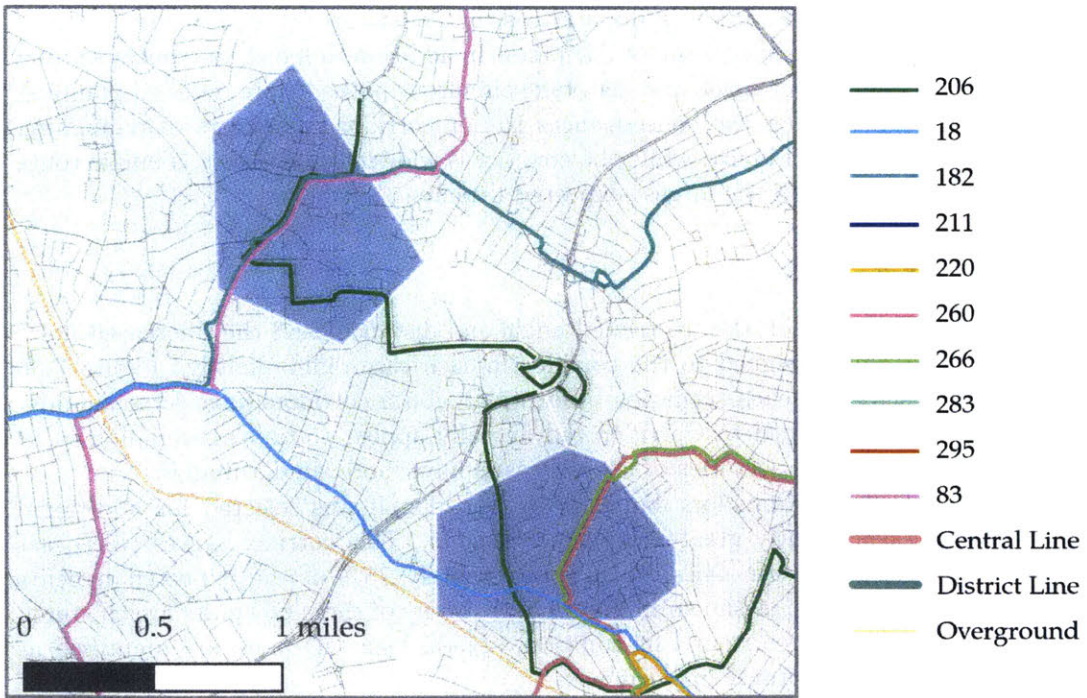 206
18
182
211
220
260
266
283
295
83
Central Line
District Line
Overground
0 0.5 1 miles